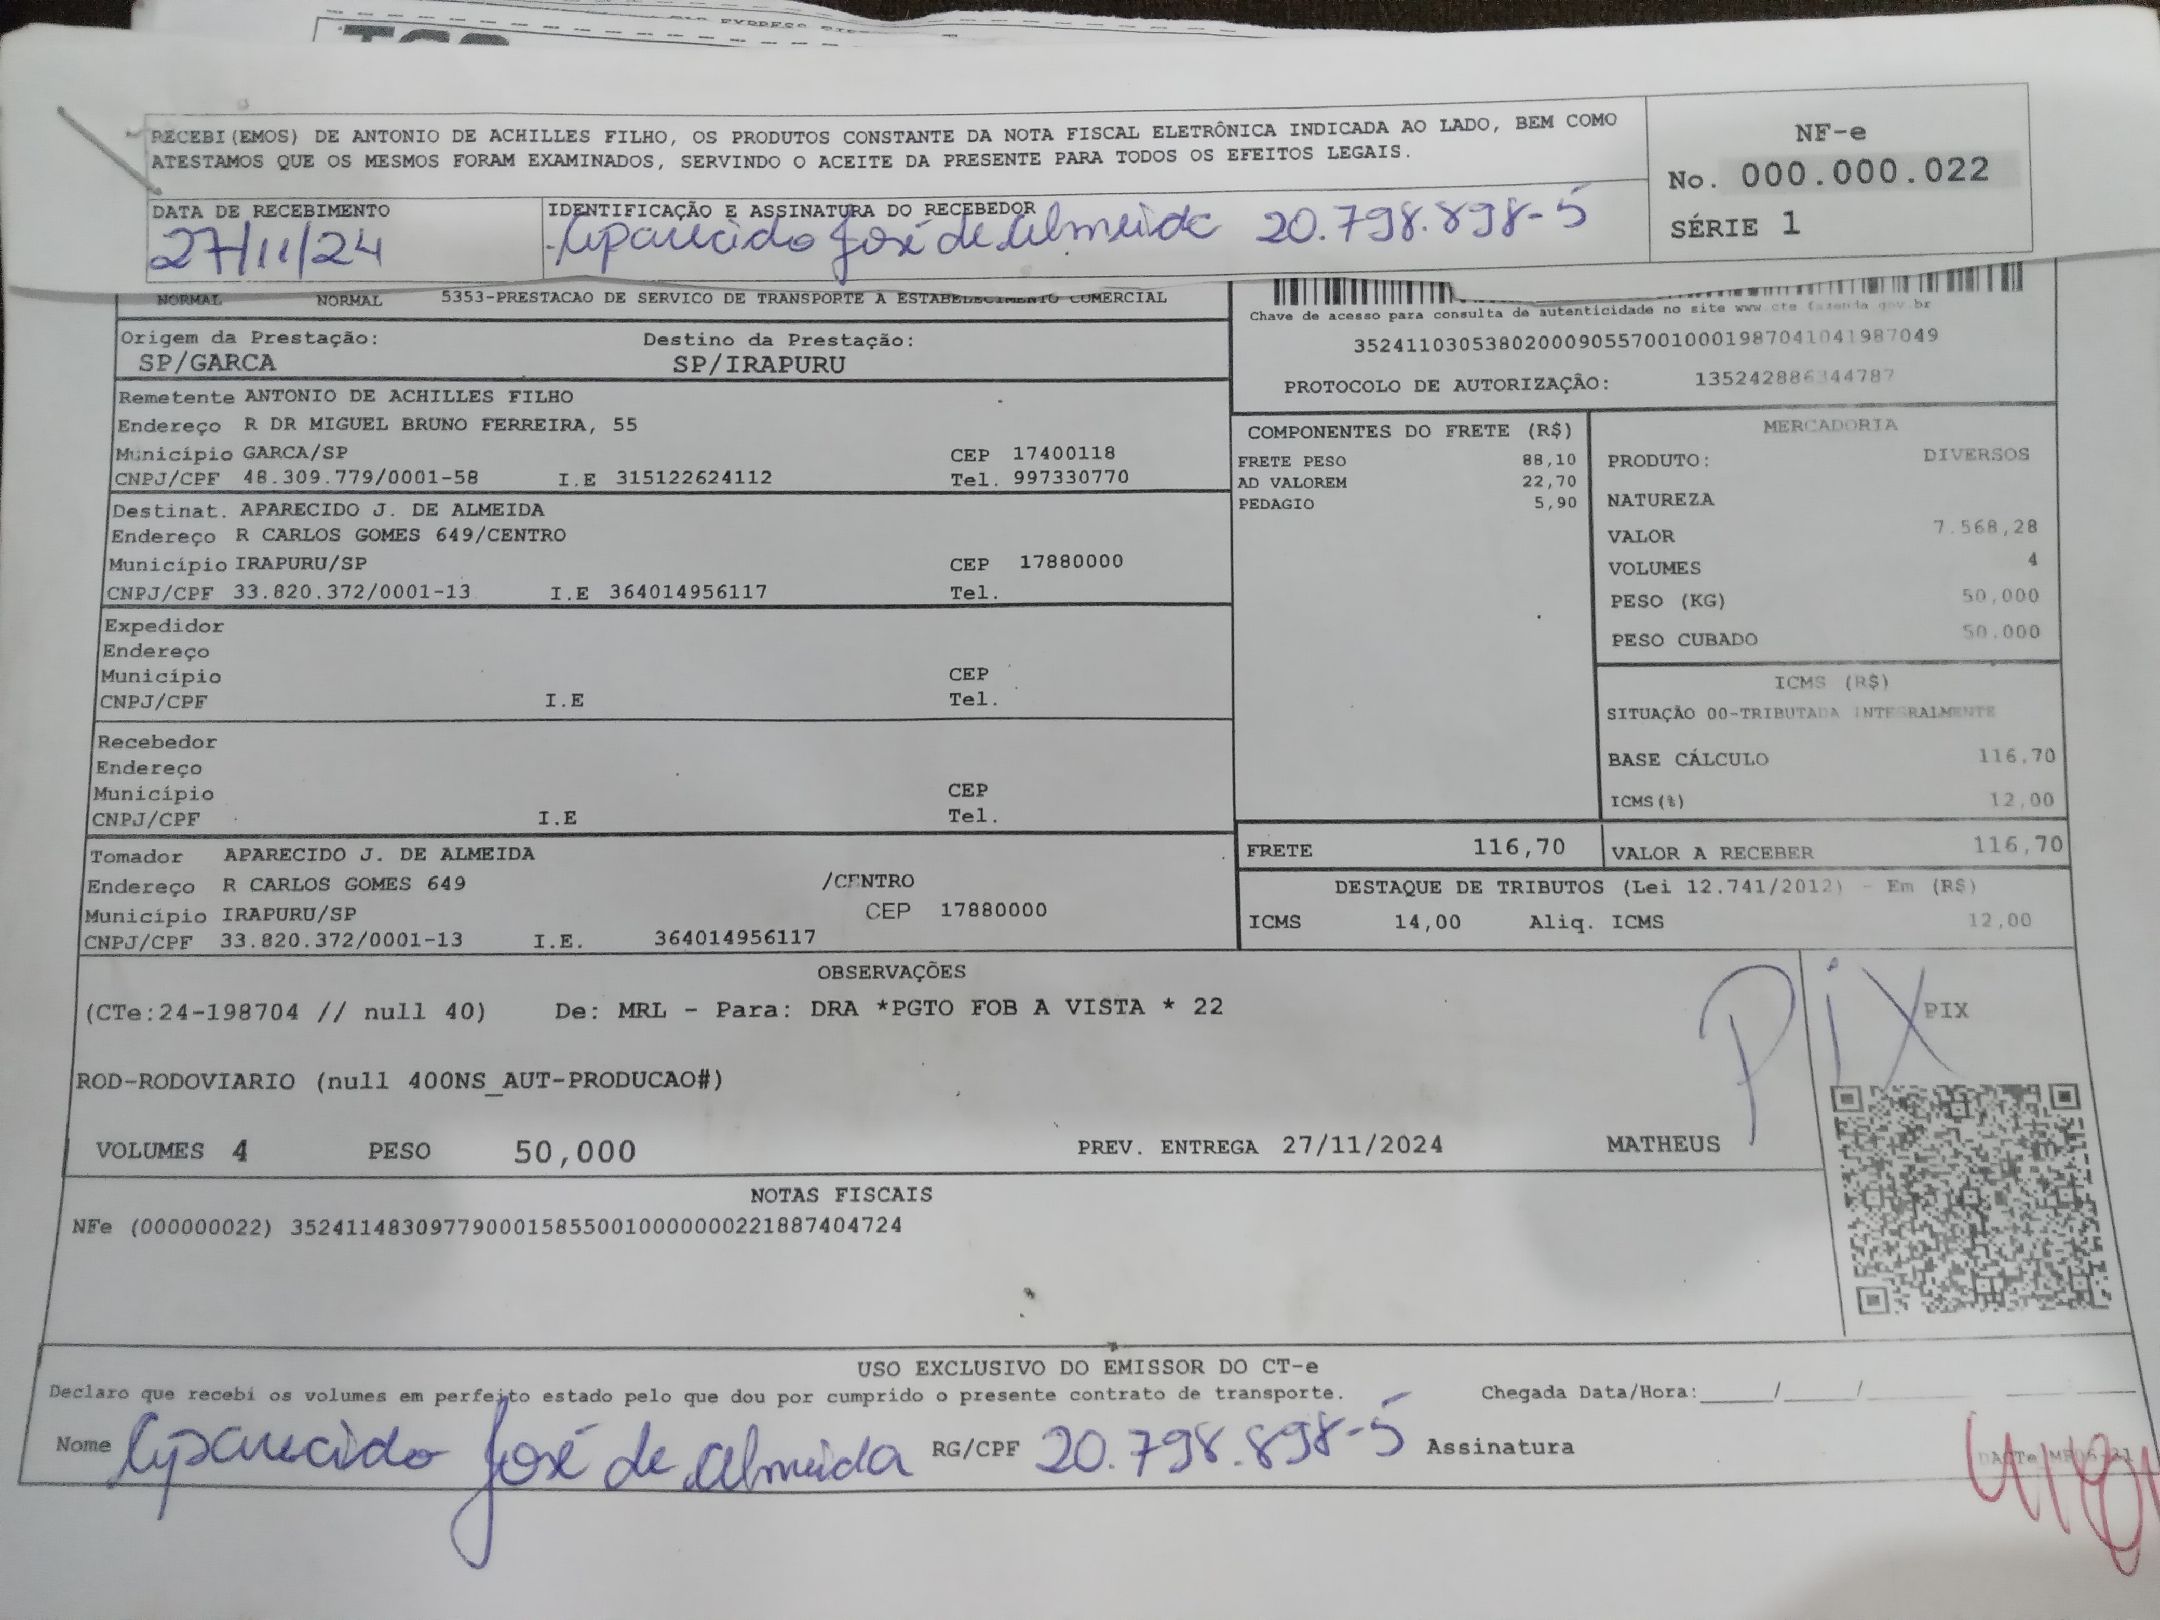 RECEBI(EMOS) DE ANTONIO DE ACHILLES FILHO, OS PRODUTOS CONSTANTE DA NOTA FISCAL ELETRÔNICA INDICADA AO LADO, BEM COMO
ATESTAMOS QUE OS MESMOS FORAM EXAMINADOS, SERVINDO O ACEITE DA PRESENTE PARA TODOS OS EFEITOS LEGAIS.
NF-e
No. 000.000.022
SÉRIE 1
DATA DE RECEBIMENTO
27/11/24
IDENTIFICAÇÃO E ASSINATURA DO RECEBEDOR
Aparecido José de Almeida 20.798.898-5
NORMAL NORMAL 5353-PRESTACAO DE SERVICO DE TRANSPORTE A ESTABELECIMENTO COMERCIAL
Chave de acesso para consulta de autenticidade no site www cte fazenda gov.br
35241103053802000905570010001987041041987049
PROTOCOLO DE AUTORIZAÇÃO: 135242886344787
Origem da Prestação: Destino da Prestação:
SP/GARCA SP/IRAPURU
Remetente ANTONIO DE ACHILLES FILHO
Endereço R DR MIGUEL BRUNO FERREIRA, 55
Município GARCA/SP CEP 17400118
CNPJ/CPF 48.309.779/0001-58 I.E 315122624112 Tel. 997330770
Destinat. APARECIDO J. DE ALMEIDA
Endereço R CARLOS GOMES 649/CENTRO
Município IRAPURU/SP CEP 17880000
CNPJ/CPF 33.820.372/0001-13 I.E 364014956117 Tel.
Expedidor
Endereço
Município CEP
CNPJ/CPF I.E Tel.
Recebedor
Endereço
Município CEP
CNPJ/CPF I.E Tel.
Tomador APARECIDO J. DE ALMEIDA
Endereço R CARLOS GOMES 649 /CENTRO
Município IRAPURU/SP CEP 17880000
CNPJ/CPF 33.820.372/0001-13 I.E. 364014956117
COMPONENTES DO FRETE (R$)
FRETE PESO 88,10
AD VALOREM 22,70
PEDAGIO 5,90
MERCADORIA
PRODUTO: DIVERSOS
NATUREZA
VALOR 7.568,28
VOLUMES 4
PESO (KG) 50,000
PESO CUBADO 50.000
ICMS (R$)
SITUAÇÃO 00-TRIBUTADA INTEGRALMENTE
BASE CÁLCULO 116,70
ICMS(%) 12,00
FRETE 116,70 VALOR A RECEBER 116,70
DESTAQUE DE TRIBUTOS (Lei 12.741/2012) - Em (R$)
ICMS 14,00 Aliq. ICMS 12,00
OBSERVAÇÕES
(CTe:24-198704 // null 40) De: MRL - Para: DRA *PGTO FOB A VISTA * 22
Pix
PIX
ROD-RODOVIARIO (null 400NS_AUT-PRODUCAO#)
VOLUMES 4 PESO 50,000 PREV. ENTREGA 27/11/2024 MATHEUS
NOTAS FISCAIS
NFe (000000022) 35241148309779000158550010000000221887404724
USO EXCLUSIVO DO EMISSOR DO CT-e
Declaro que recebi os volumes em perfeito estado pelo que dou por cumprido o presente contrato de transporte. Chegada Data/Hora:_____/_____/
Nome Aparecido José de Almeida RG/CPF 20.798.898-5 Assinatura